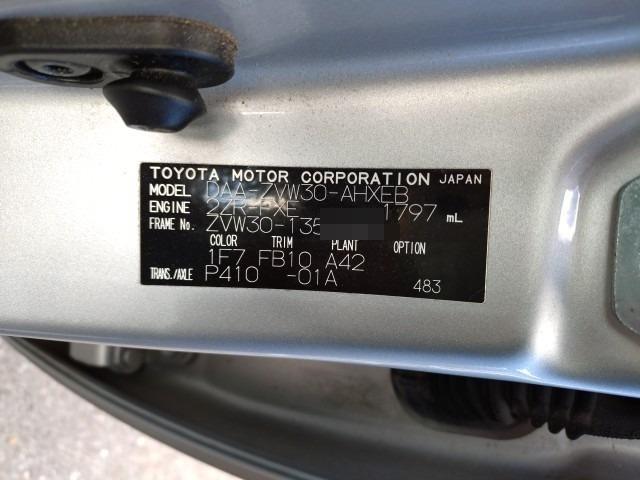 TOYOTA MOTOR CORPORATION JAPAN
MODEL DAA-ZVW30-AHXEB
ENGINE 2ZR-FXE 1797 mL
FRAME No. ZVW30-135
COLOR TRIM PLANT OPTION
1F7 FB10 A42
TRANS./AXLE P410 -01A 483